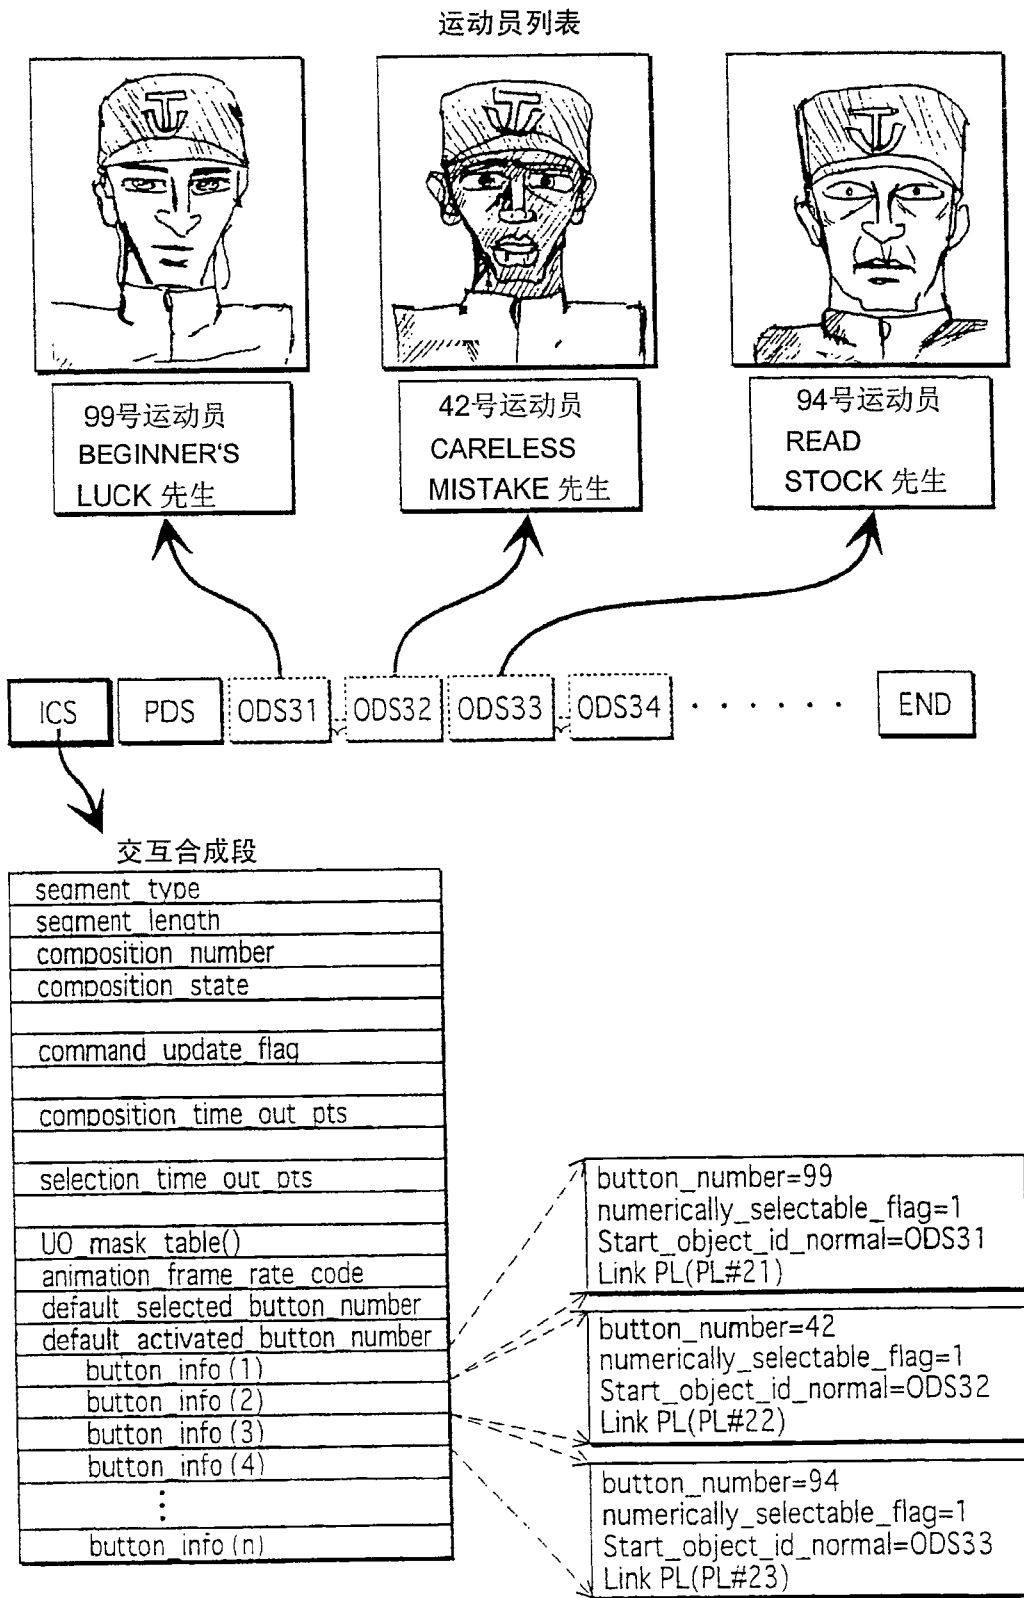 运动员列表
99号运动员
BEGINNER'S
LUCK 先生
42号运动员
CARELESS
MISTAKE 先生
94号运动员
READ
STOCK 先生
ICS
PDS
ODS31
ODS32
ODS33
ODS34
· · · · · · ·
END
交互合成段
segment_type
segment_length
composition_number
composition_state
command_update_flag
composition_time_out_pts
selection_time_out_pts
UO_mask_table()
animation_frame_rate_code
default_selected_button_number
default_activated_button_number
button_info(1)
button_info(2)
button_info(3)
button_info(4)
⋮
button_info(n)
button_number=99
numerically_selectable_flag=1
Start_object_id_normal=ODS31
Link PL(PL#21)
button_number=42
numerically_selectable_flag=1
Start_object_id_normal=ODS32
Link PL(PL#22)
button_number=94
numerically_selectable_flag=1
Start_object_id_normal=ODS33
Link PL(PL#23)